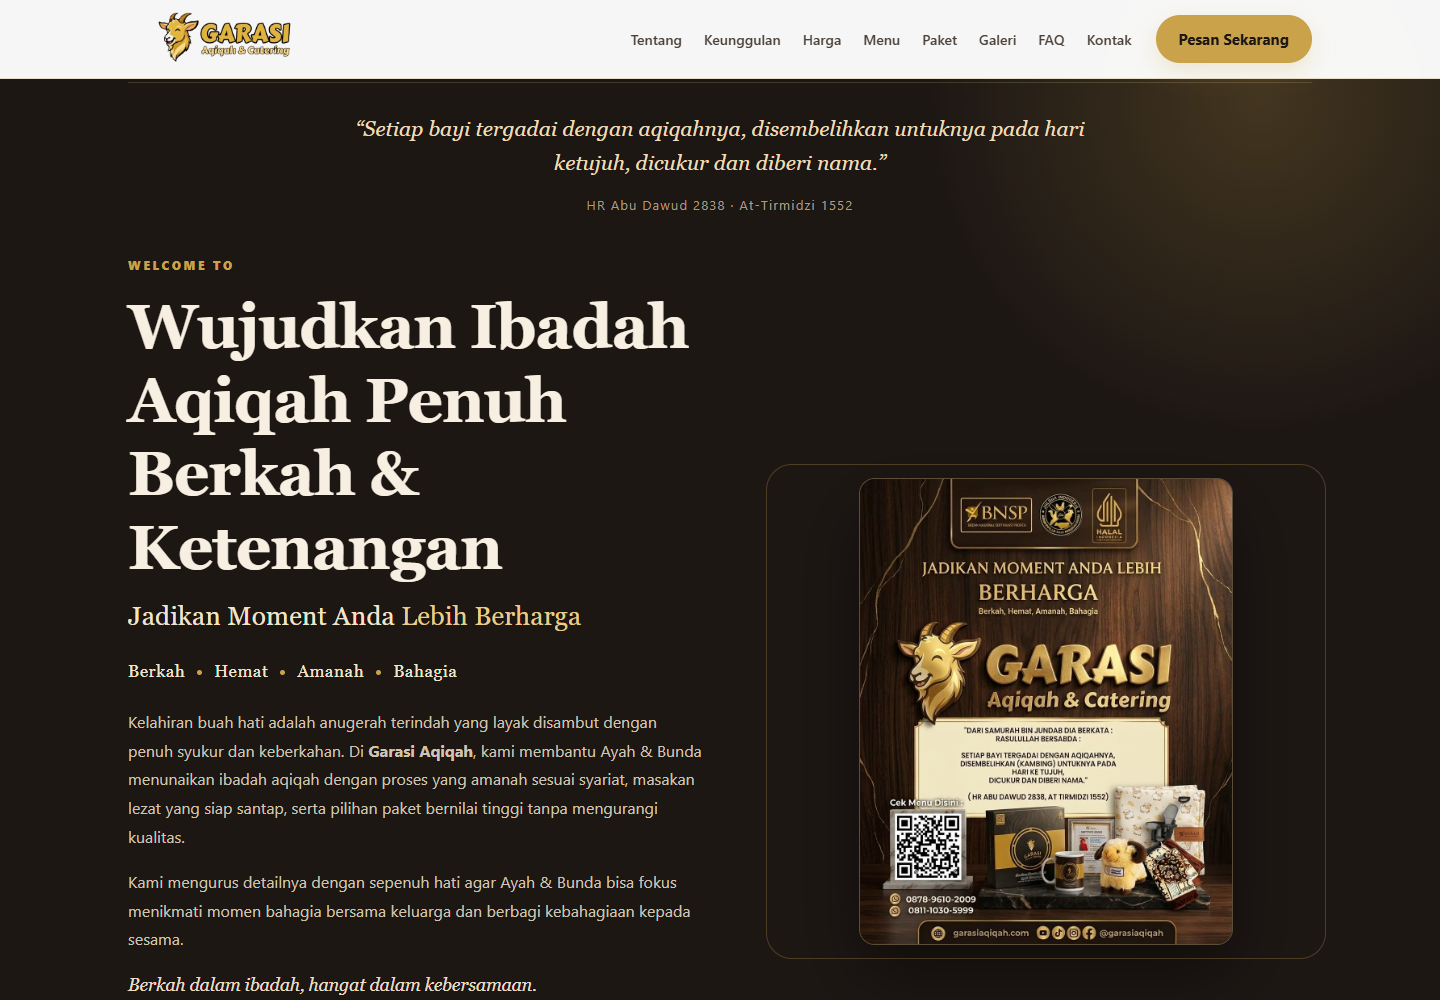 GARASI
Aqiqah & Catering
Tentang Keunggulan Harga Menu Paket Galeri FAQ Kontak Pesan Sekarang
“Setiap bayi tergadai dengan aqiqahnya, disembelihkan untuknya pada hari
ketujuh, dicukur dan diberi nama.”
HR Abu Dawud 2838 · At-Tirmidzi 1552
WELCOME TO
Wujudkan Ibadah
Aqiqah Penuh
Berkah &
Ketenangan
Jadikan Moment Anda Lebih Berharga
Berkah • Hemat • Amanah • Bahagia
Kelahiran buah hati adalah anugerah terindah yang layak disambut dengan
penuh syukur dan keberkahan. Di Garasi Aqiqah, kami membantu Ayah & Bunda
menunaikan ibadah aqiqah dengan proses yang amanah sesuai syariat, masakan
lezat yang siap santap, serta pilihan paket bernilai tinggi tanpa mengurangi
kualitas.
Kami mengurus detailnya dengan sepenuh hati agar Ayah & Bunda bisa fokus
menikmati momen bahagia bersama keluarga dan berbagi kebahagiaan kepada
sesama.
Berkah dalam ibadah, hangat dalam kebersamaan.
BNSP
HALAL
INDONESIA
JADIKAN MOMENT ANDA LEBIH
BERHARGA
Berkah, Hemat, Amanah, Bahagia
GARASI
Aqiqah & Catering
"DARI SAMURAH BIN JUNDAB DIA BERKATA :
RASULULLAH BERSABDA :
SETIAP BAYI TERGADAI DENGAN AQIQAHNYA,
DISEMBELIHKAN (KAMBING) UNTUKNYA PADA
HARI KE TUJUH,
DICUKUR DAN DIBERI NAMA."
( HR ABU DAWUD 2838, AT TIRMIDZI 1552)
Cek Menu Disini :
GARASI
0878-9610-2009
0811-1030-5999
garasiaqiqah.com @garasiaqiqah